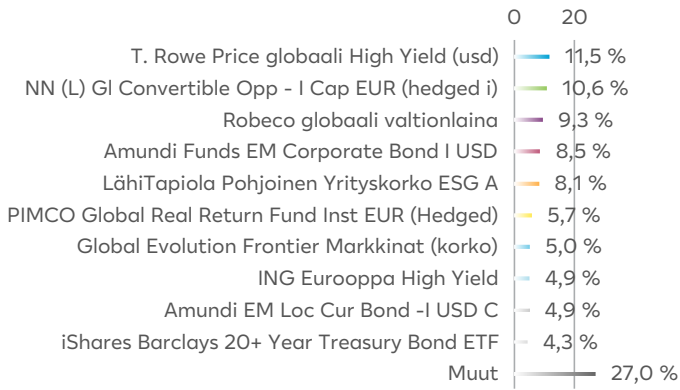 0 20
T. Rowe Price globaali High Yield (usd) 11,5 %
NN (L) Gl Convertible Opp - I Cap EUR (hedged i) 10,6 %
Robeco globaali valtionlaina 9,3 %
Amundi Funds EM Corporate Bond I USD 8,5 %
LähiTapiola Pohjoinen Yrityskorko ESG A 8,1 %
PIMCO Global Real Return Fund Inst EUR (Hedged) 5,7 %
Global Evolution Frontier Markkinat (korko) 5,0 %
ING Eurooppa High Yield 4,9 %
Amundi EM Loc Cur Bond -I USD C 4,9 %
iShares Barclays 20+ Year Treasury Bond ETF 4,3 %
Muut 27,0 %